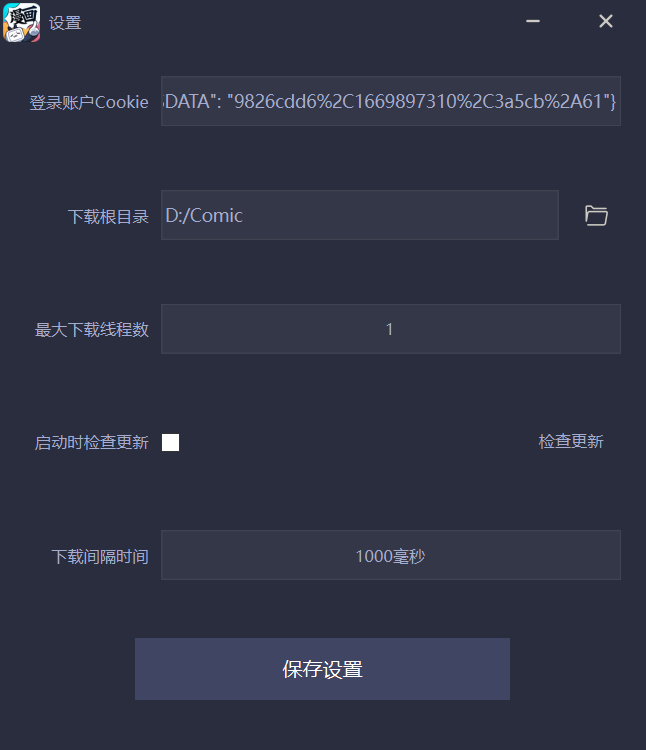 漫画
设置
登录账户Cookie
DATA": "9826cdd6%2C1669897310%2C3a5cb%2A61"}
下载根目录
D:/Comic
最大下载线程数
1
启动时检查更新
检查更新
下载间隔时间
1000毫秒
保存设置